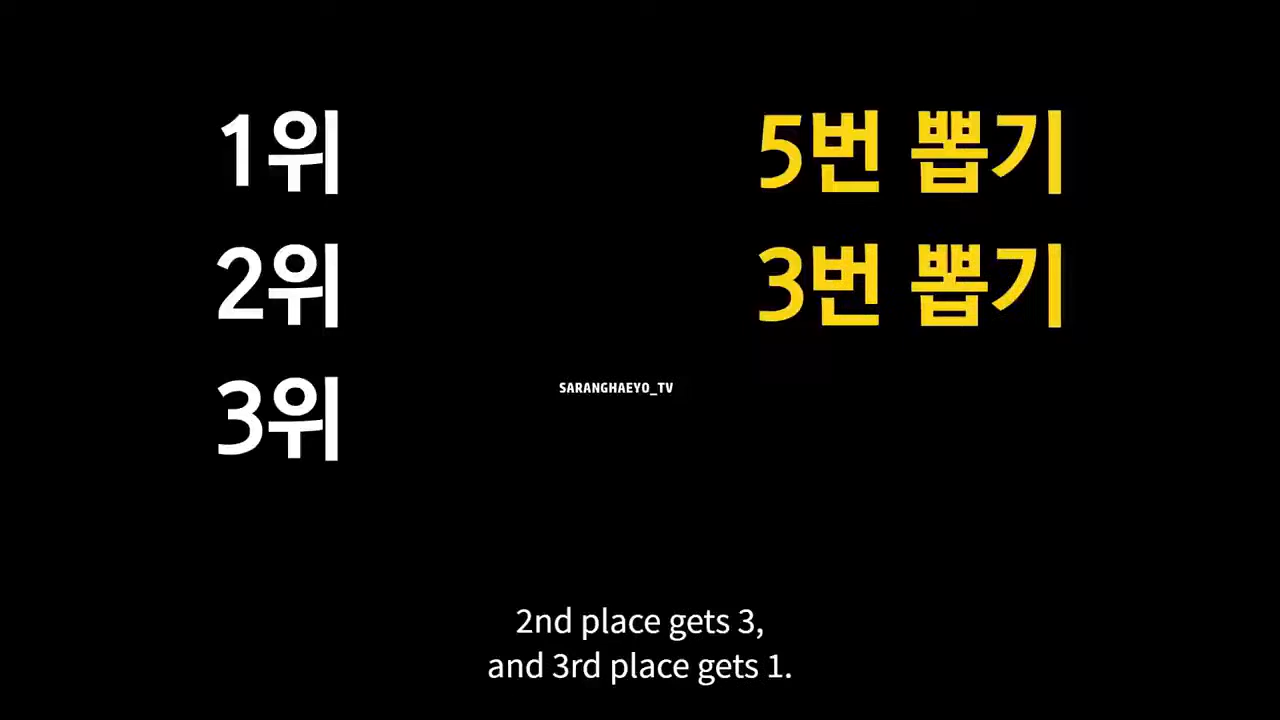 1위 5번 뽑기
2위 3번 뽑기
3위
SARANGHAEYO_TV
2nd place gets 3,
and 3rd place gets 1.